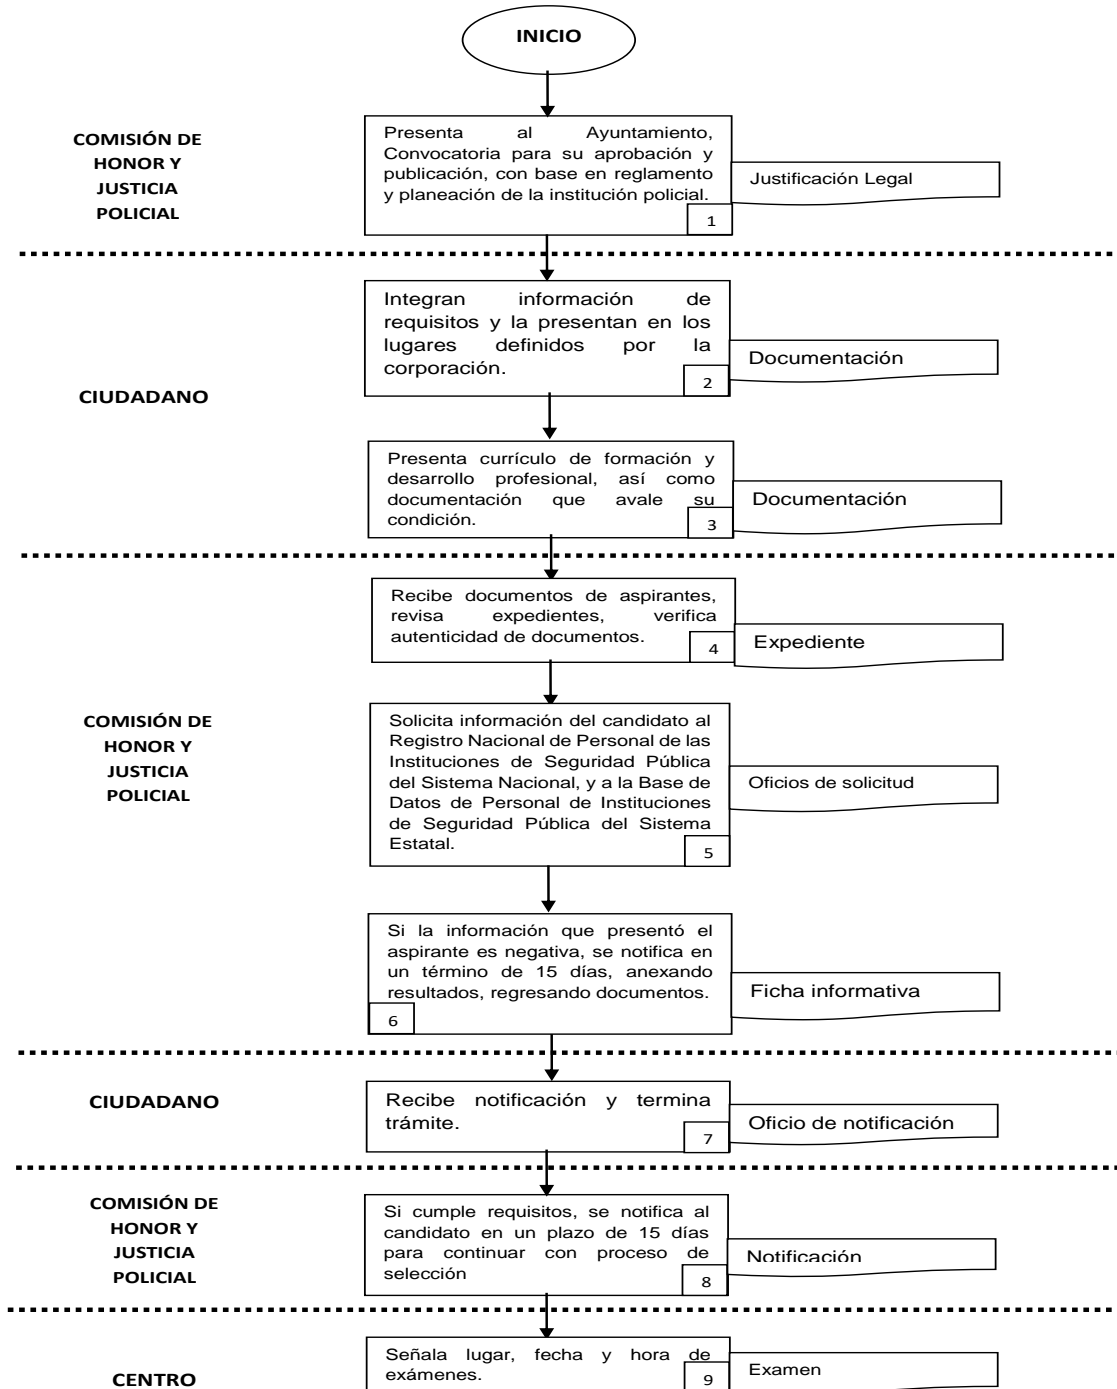 INICIO
COMISIÓN DE
HONOR Y
JUSTICIA
POLICIAL
Presenta al Ayuntamiento,
Convocatoria para su aprobación y
publicación, con base en reglamento
y planeación de la institución policial.
1
Justificación Legal
CIUDADANO
Integran información de
requisitos y la presentan en los
lugares definidos por la
corporación.
2
Documentación
Presenta currículo de formación y
desarrollo profesional, así como
documentación que avale su
condición.
3
Documentación
COMISIÓN DE
HONOR Y
JUSTICIA
POLICIAL
Recibe documentos de aspirantes,
revisa expedientes, verifica
autenticidad de documentos.
4
Expediente
Solicita información del candidato al
Registro Nacional de Personal de las
Instituciones de Seguridad Pública
del Sistema Nacional, y a la Base de
Datos de Personal de Instituciones
de Seguridad Pública del Sistema
Estatal.
5
Oficios de solicitud
Si la información que presentó el
aspirante es negativa, se notifica en
un término de 15 días, anexando
resultados, regresando documentos.
6
Ficha informativa
CIUDADANO
Recibe notificación y termina
trámite.
7
Oficio de notificación
COMISIÓN DE
HONOR Y
JUSTICIA
POLICIAL
Si cumple requisitos, se notifica al
candidato en un plazo de 15 días
para continuar con proceso de
selección
8
Notificación
CENTRO
Señala lugar, fecha y hora de
exámenes.
9
Examen